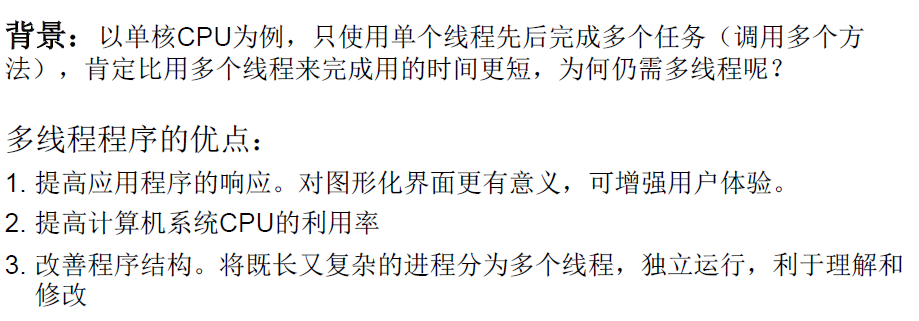 背景：以单核CPU为例，只使用单个线程先后完成多个任务（调用多个方
法），肯定比用多个线程来完成用的时间更短，为何仍需多线程呢？
多线程程序的优点：
1. 提高应用程序的响应。对图形化界面更有意义，可增强用户体验。
2. 提高计算机系统CPU的利用率
3. 改善程序结构。将既长又复杂的进程分为多个线程，独立运行，利于理解和
修改